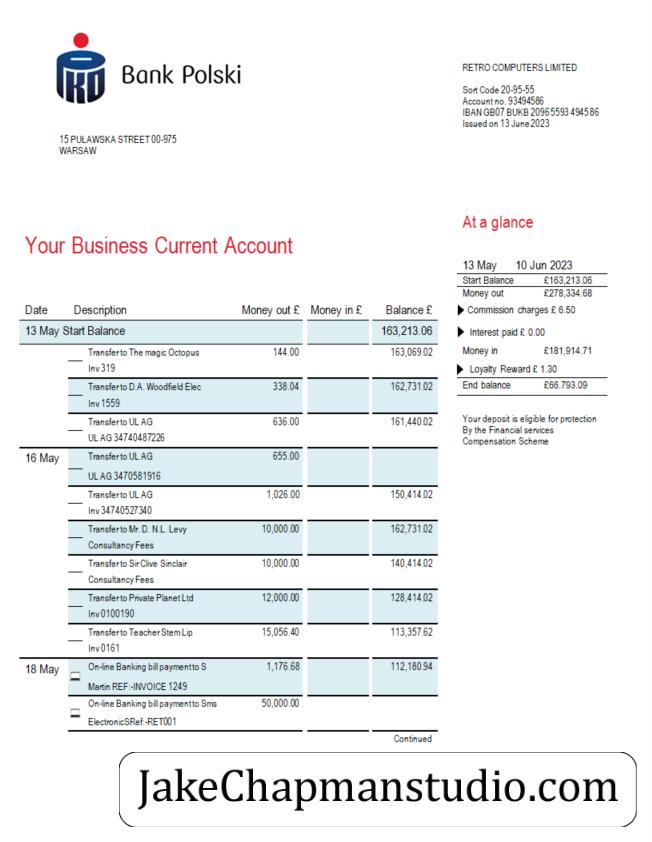 PKO Bank Polski
RETRO COMPUTERS LIMITED
Sort Code 20-95-55
Account no. 93494586
IBAN GB07 BUKB 2096 5593 4945 86
Issued on 13 June 2023
15 PUŁAWSKA STREET 00-975
WARSAW
At a glance
Your Business Current Account
13 May 10 Jun 2023
Start Balance £163,213.06
Money out £278,334.68
Commission charges £ 6.50
Interest paid £ 0.00
Money in £181,914.71
Loyalty Reward £ 1.30
End balance £66.793.09
Your deposit is eligible for protection
By the Financial services
Compensation Scheme
Date Description Money out £ Money in £ Balance £
13 May Start Balance 163,213.06
Transfer to The magic Octopus 144.00 163,069.02
Inv 319
Transfer to D.A. Woodfield Elec 338.04 162,731.02
Inv 1559
Transfer to UL AG 636.00 161,440.02
UL AG 34740487226
16 May Transfer to UL AG 655.00
UL AG 3470581916
Transfer to UL AG 1,026.00 150,414.02
Inv 34740527340
Transfer to Mr. D. N.L. Levy 10,000.00 162,731.02
Consultancy Fees
Transfer to Sir Clive Sinclair 10,000.00 140,414.02
Consultancy Fees
Transfer to Private Planet Ltd 12,000.00 128,414.02
Inv 0100190
Transfer to Teacher Stem Lip 15,056.40 113,357.62
Inv 0161
18 May On-line Banking bill payment to S 1,176.68 112,180.94
Martin REF:-INVOICE 1249
On-line Banking bill payment to Sms 50,000.00
ElectronicSRef:-RET001
Continued
JakeChapmanstudio.com